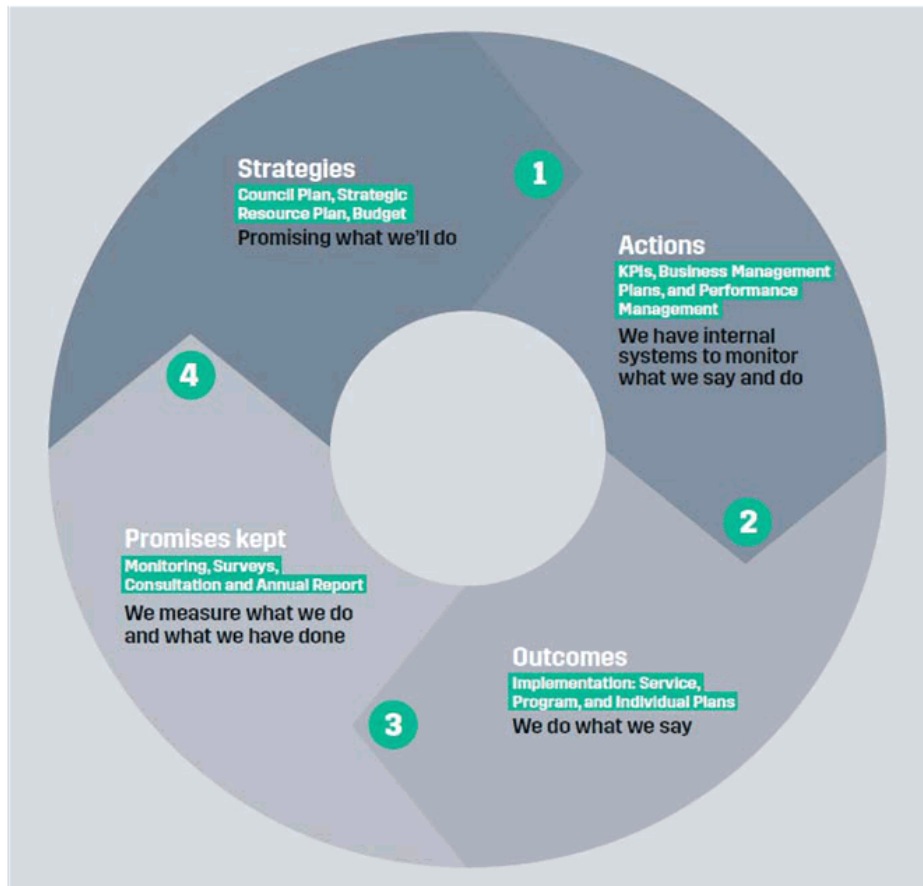 Strategies
Council Plan, Strategic
Resource Plan, Budget
Promising what we'll do
1
Actions
KPIs, Business Management
Plans, and Performance
Management
We have internal
systems to monitor
what we say and do
2
Outcomes
Implementation: Service,
Program, and Individual Plans
We do what we say
3
Promises kept
Monitoring, Surveys,
Consultation and Annual Report
We measure what we do
and what we have done
4